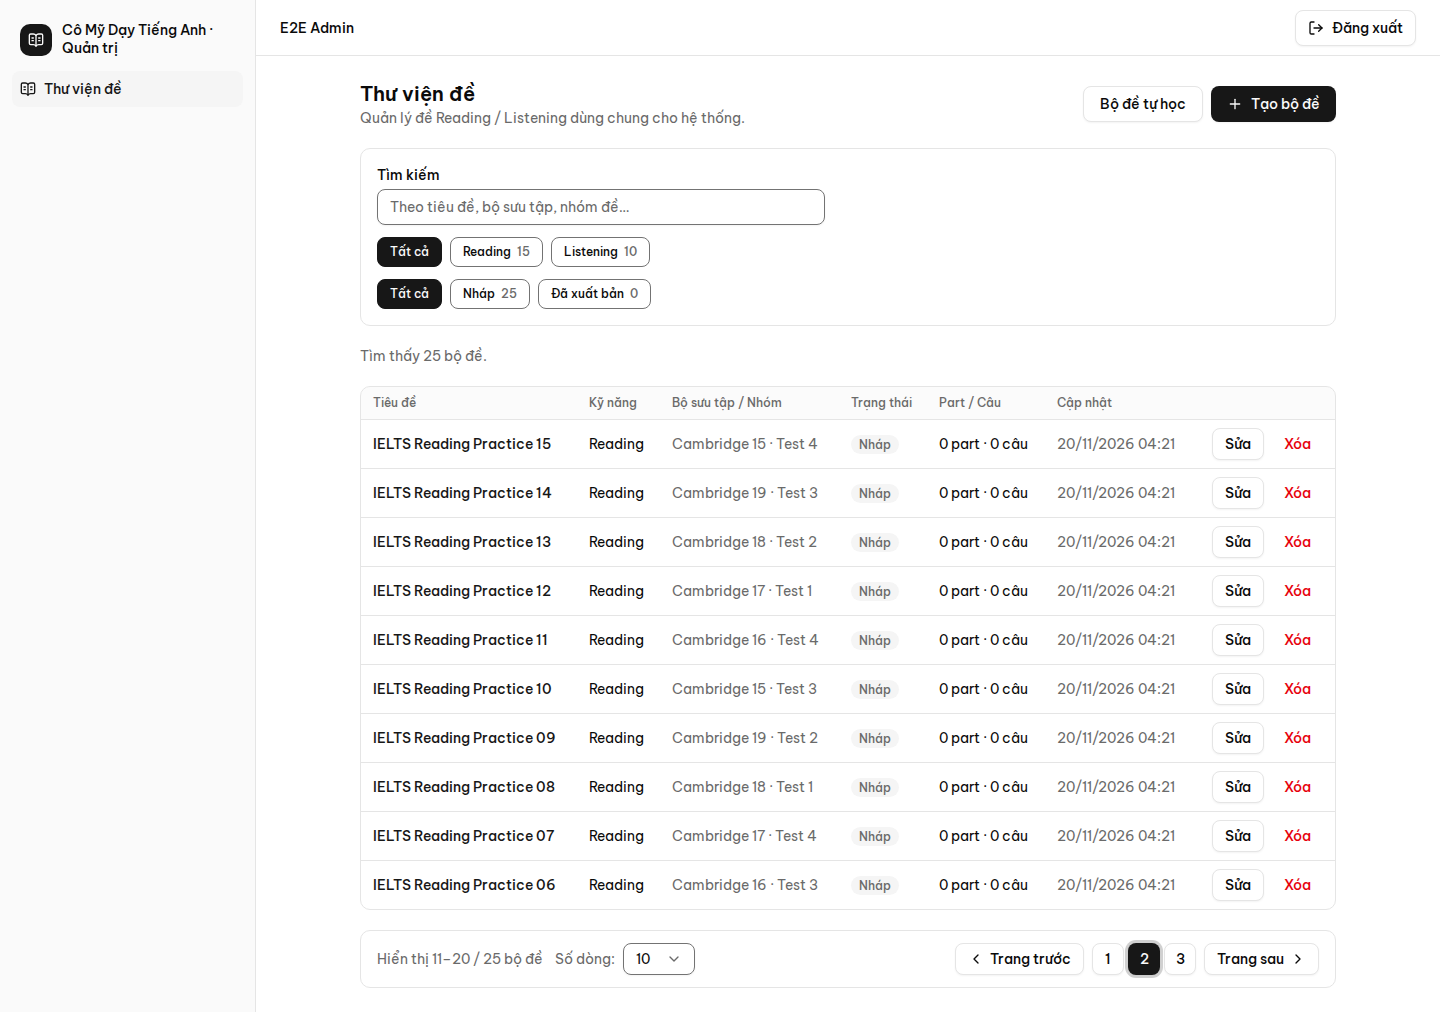 Cô Mỹ Dạy Tiếng Anh ·
Quản trị
Thư viện đề
E2E Admin
Đăng xuất
Thư viện đề
Quản lý đề Reading / Listening dùng chung cho hệ thống.
Bộ đề tự học
Tạo bộ đề
Tìm kiếm
Theo tiêu đề, bộ sưu tập, nhóm đề...
Tất cả Reading 15 Listening 10
Tất cả Nháp 25 Đã xuất bản 0
Tìm thấy 25 bộ đề.
Tiêu đề Kỹ năng Bộ sưu tập / Nhóm Trạng thái Part / Câu Cập nhật
IELTS Reading Practice 15 Reading Cambridge 15 · Test 4 Nháp 0 part · 0 câu 20/11/2026 04:21 Sửa Xóa
IELTS Reading Practice 14 Reading Cambridge 19 · Test 3 Nháp 0 part · 0 câu 20/11/2026 04:21 Sửa Xóa
IELTS Reading Practice 13 Reading Cambridge 18 · Test 2 Nháp 0 part · 0 câu 20/11/2026 04:21 Sửa Xóa
IELTS Reading Practice 12 Reading Cambridge 17 · Test 1 Nháp 0 part · 0 câu 20/11/2026 04:21 Sửa Xóa
IELTS Reading Practice 11 Reading Cambridge 16 · Test 4 Nháp 0 part · 0 câu 20/11/2026 04:21 Sửa Xóa
IELTS Reading Practice 10 Reading Cambridge 15 · Test 3 Nháp 0 part · 0 câu 20/11/2026 04:21 Sửa Xóa
IELTS Reading Practice 09 Reading Cambridge 19 · Test 2 Nháp 0 part · 0 câu 20/11/2026 04:21 Sửa Xóa
IELTS Reading Practice 08 Reading Cambridge 18 · Test 1 Nháp 0 part · 0 câu 20/11/2026 04:21 Sửa Xóa
IELTS Reading Practice 07 Reading Cambridge 17 · Test 4 Nháp 0 part · 0 câu 20/11/2026 04:21 Sửa Xóa
IELTS Reading Practice 06 Reading Cambridge 16 · Test 3 Nháp 0 part · 0 câu 20/11/2026 04:21 Sửa Xóa
Hiển thị 11–20 / 25 bộ đề Số dòng: 10 Trang trước 1 2 3 Trang sau